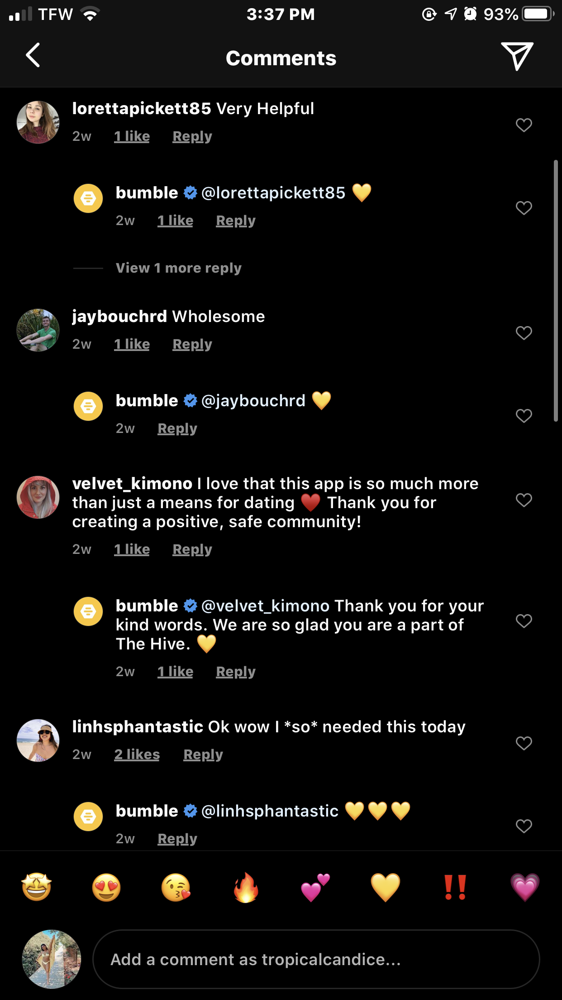 TFW 3:37 PM 93%
Comments
lorettapickett85 Very Helpful
2w 1 like Reply
bumble @lorettapickett85 💛
2w 1 like Reply
View 1 more reply
jaybouchrd Wholesome
2w 1 like Reply
bumble @jaybouchrd 💛
2w Reply
velvet_kimono I love that this app is so much more
than just a means for dating ♥️ Thank you for
creating a positive, safe community!
2w 1 like Reply
bumble @velvet_kimono Thank you for your
kind words. We are so glad you are a part of
The Hive. 💛
2w 1 like Reply
linhsphantastic Ok wow I *so* needed this today
2w 2 likes Reply
bumble @linhsphantastic 💛💛💛
2w Reply
🤩 😍 😘 🔥 💕 💛 ‼️ 💗
Add a comment as tropicalcandice...